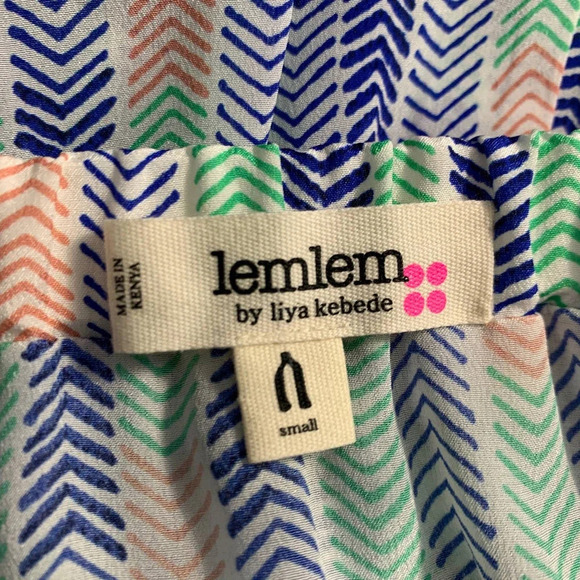 MADE IN
KENYA
lemlem
by liya kebede
small